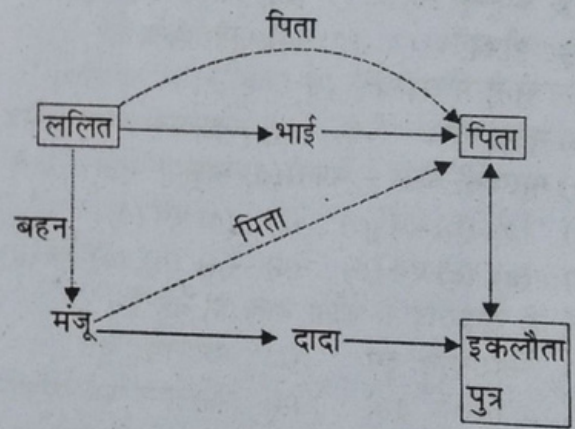 पिता
ललित
भाई
पिता
बहन
पिता
मंजू
दादा
इकलौता
पुत्र